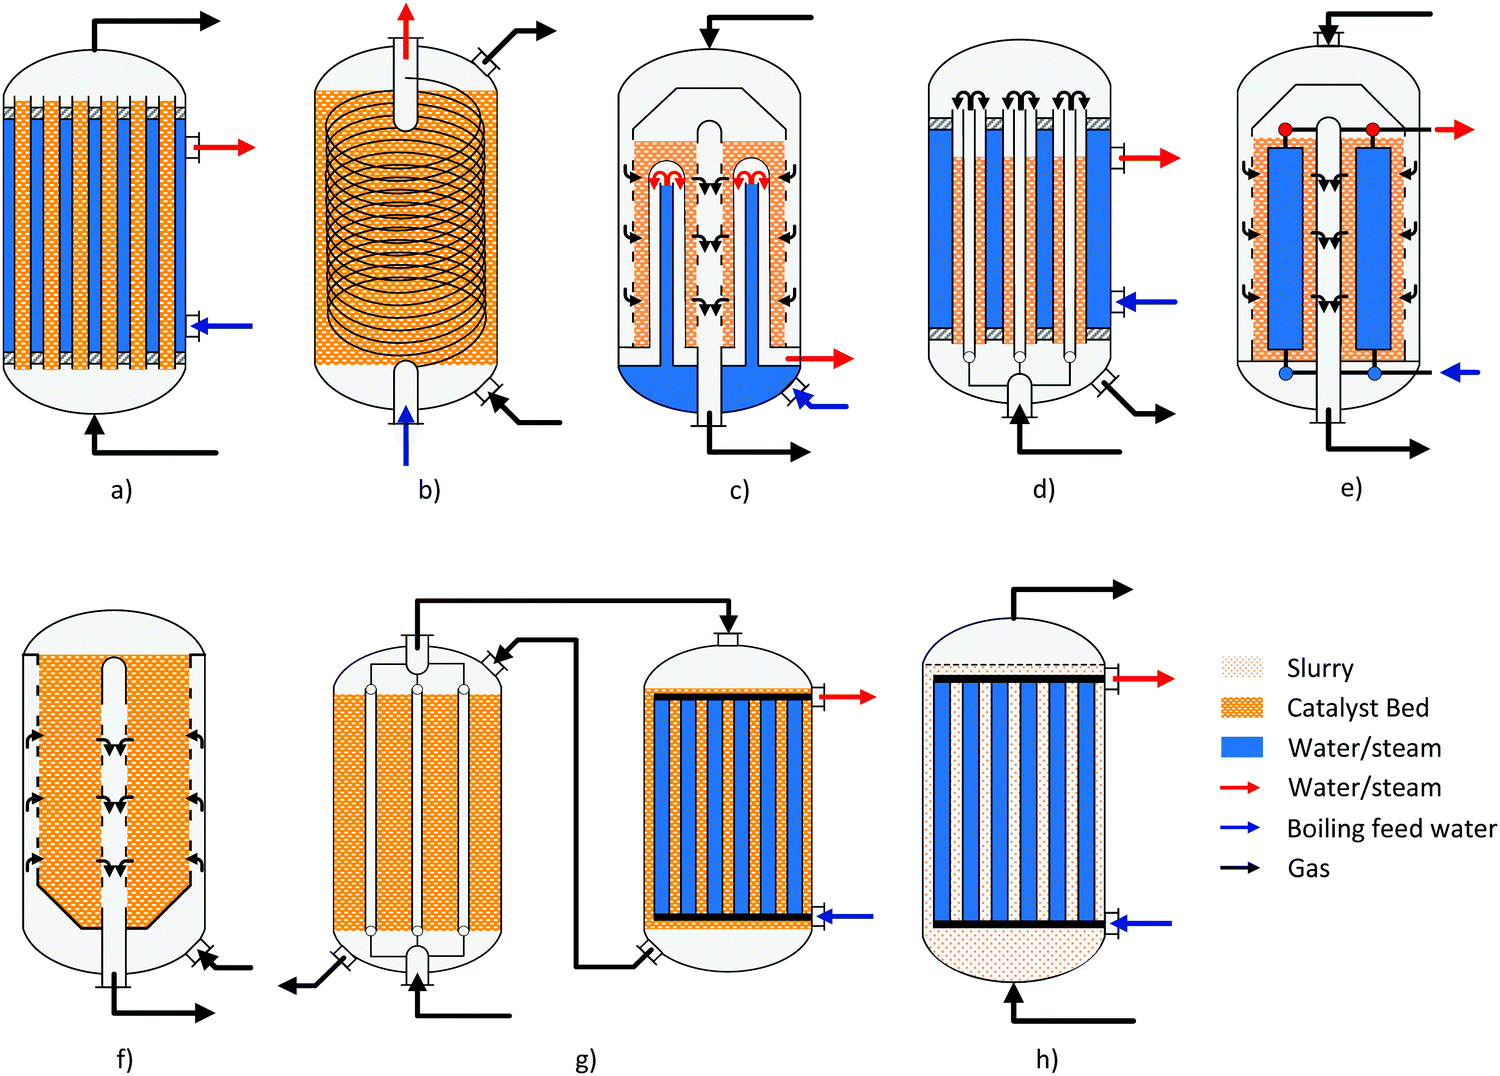 a)
b)
c)
d)
e)
Slurry
Catalyst Bed
Water/steam
Water/steam
Boiling feed water
Gas
f)
g)
h)